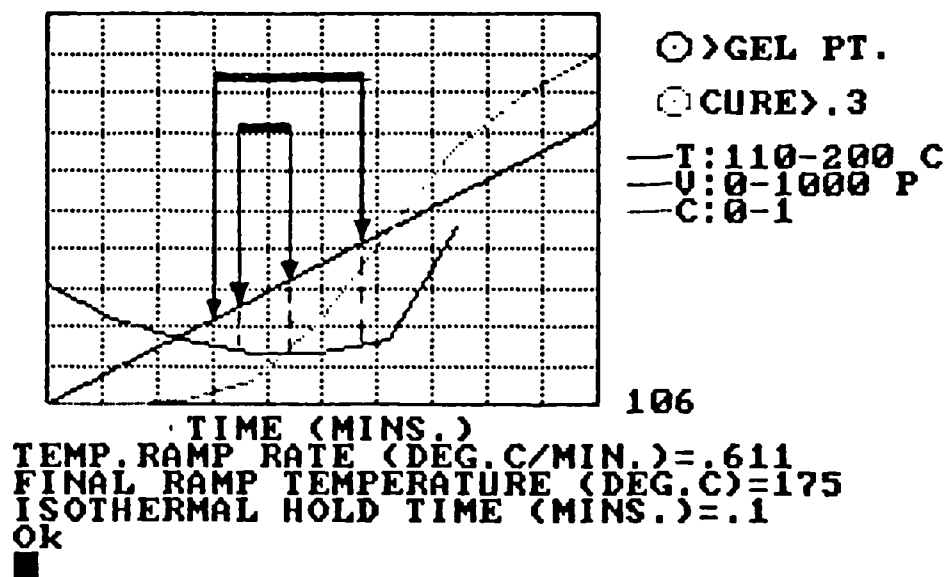 >GEL PT.
CURE>.3
T:110-200 C
V:0-1000 P
C:0-1
106
TIME (MINS.)
TEMP.RAMP RATE (DEG.C/MIN.)=.611
FINAL RAMP TEMPERATURE (DEG.C)=175
ISOTHERMAL HOLD TIME (MINS.)=.1
Ok